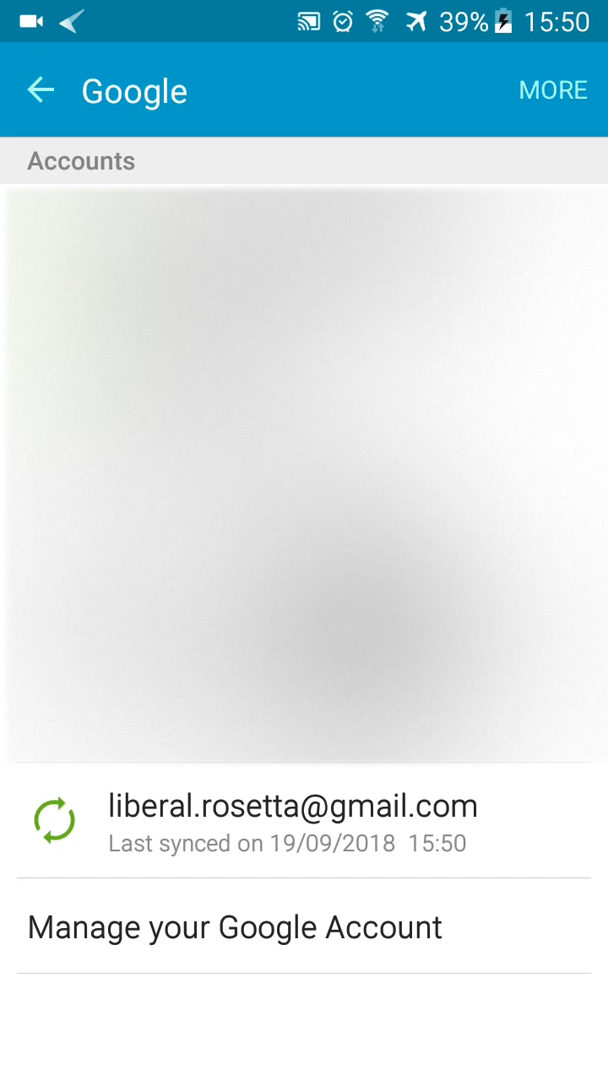 39% 15:50
Google MORE
Accounts
liberal.rosetta@gmail.com
Last synced on 19/09/2018 15:50
Manage your Google Account